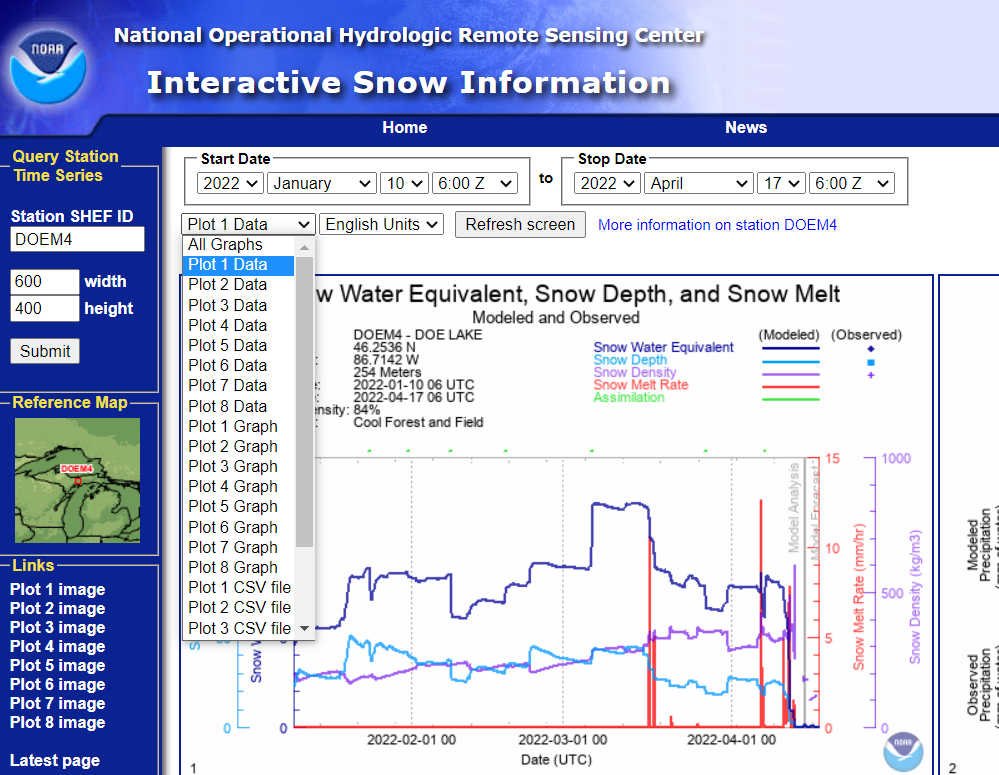 NOAA
National Operational Hydrologic Remote Sensing Center
Interactive Snow Information
Home
News
Query Station
Time Series
Station SHEF ID
DOEM4
600 width
400 height
Submit
Reference Map
DOEM4
Links
Plot 1 image
Plot 2 image
Plot 3 image
Plot 4 image
Plot 5 image
Plot 6 image
Plot 7 image
Plot 8 image
Latest page
Start Date
2022 January 10 6:00 Z
to
Stop Date
2022 April 17 6:00 Z
Plot 1 Data
English Units
Refresh screen
More information on station DOEM4
All Graphs
Plot 1 Data
Plot 2 Data
Plot 3 Data
Plot 4 Data
Plot 5 Data
Plot 6 Data
Plot 7 Data
Plot 8 Data
Plot 1 Graph
Plot 2 Graph
Plot 3 Graph
Plot 4 Graph
Plot 5 Graph
Plot 6 Graph
Plot 7 Graph
Plot 8 Graph
Plot 1 CSV file
Plot 2 CSV file
Plot 3 CSV file
w Water Equivalent, Snow Depth, and Snow Melt
Modeled and Observed
DOEM4 - DOE LAKE
46.2536 N
86.7142 W
254 Meters
2022-01-10 06 UTC
2022-04-17 06 UTC
nsity: 84%
Cool Forest and Field
(Modeled) (Observed)
Snow Water Equivalent
Snow Depth
Snow Density
Snow Melt Rate
Assimilation
Model Analysis
Model Forecast
15
10
5
0
Snow Melt Rate (mm/hr)
1000
500
0
Snow Density (kg/m3)
0
0
Snow
2022-02-01 00
2022-03-01 00
2022-04-01 00
Date (UTC)
NOAA
1
Modeled
Precipitation
Observed
Precipitation
2